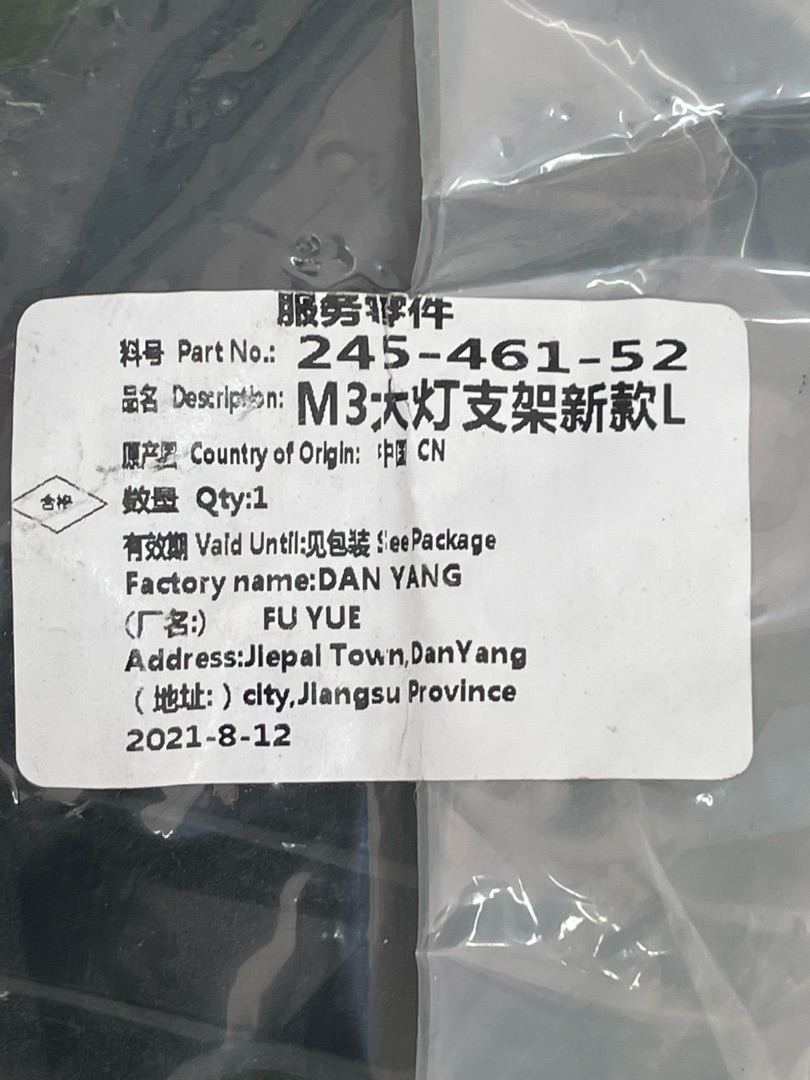 服务零件
料号 Part No.: 245-461-52
品名 Description: M3大灯支架新款L
原产国 Country of Origin: 中国 CN
合格
数量 Qty:1
有效期 Vaid Until:见包装 SeePackage
Factory name:DAN YANG
(厂名:) FU YUE
Address:Jiepai Town,DanYang
(地址:) city,Jiangsu Province
2021-8-12